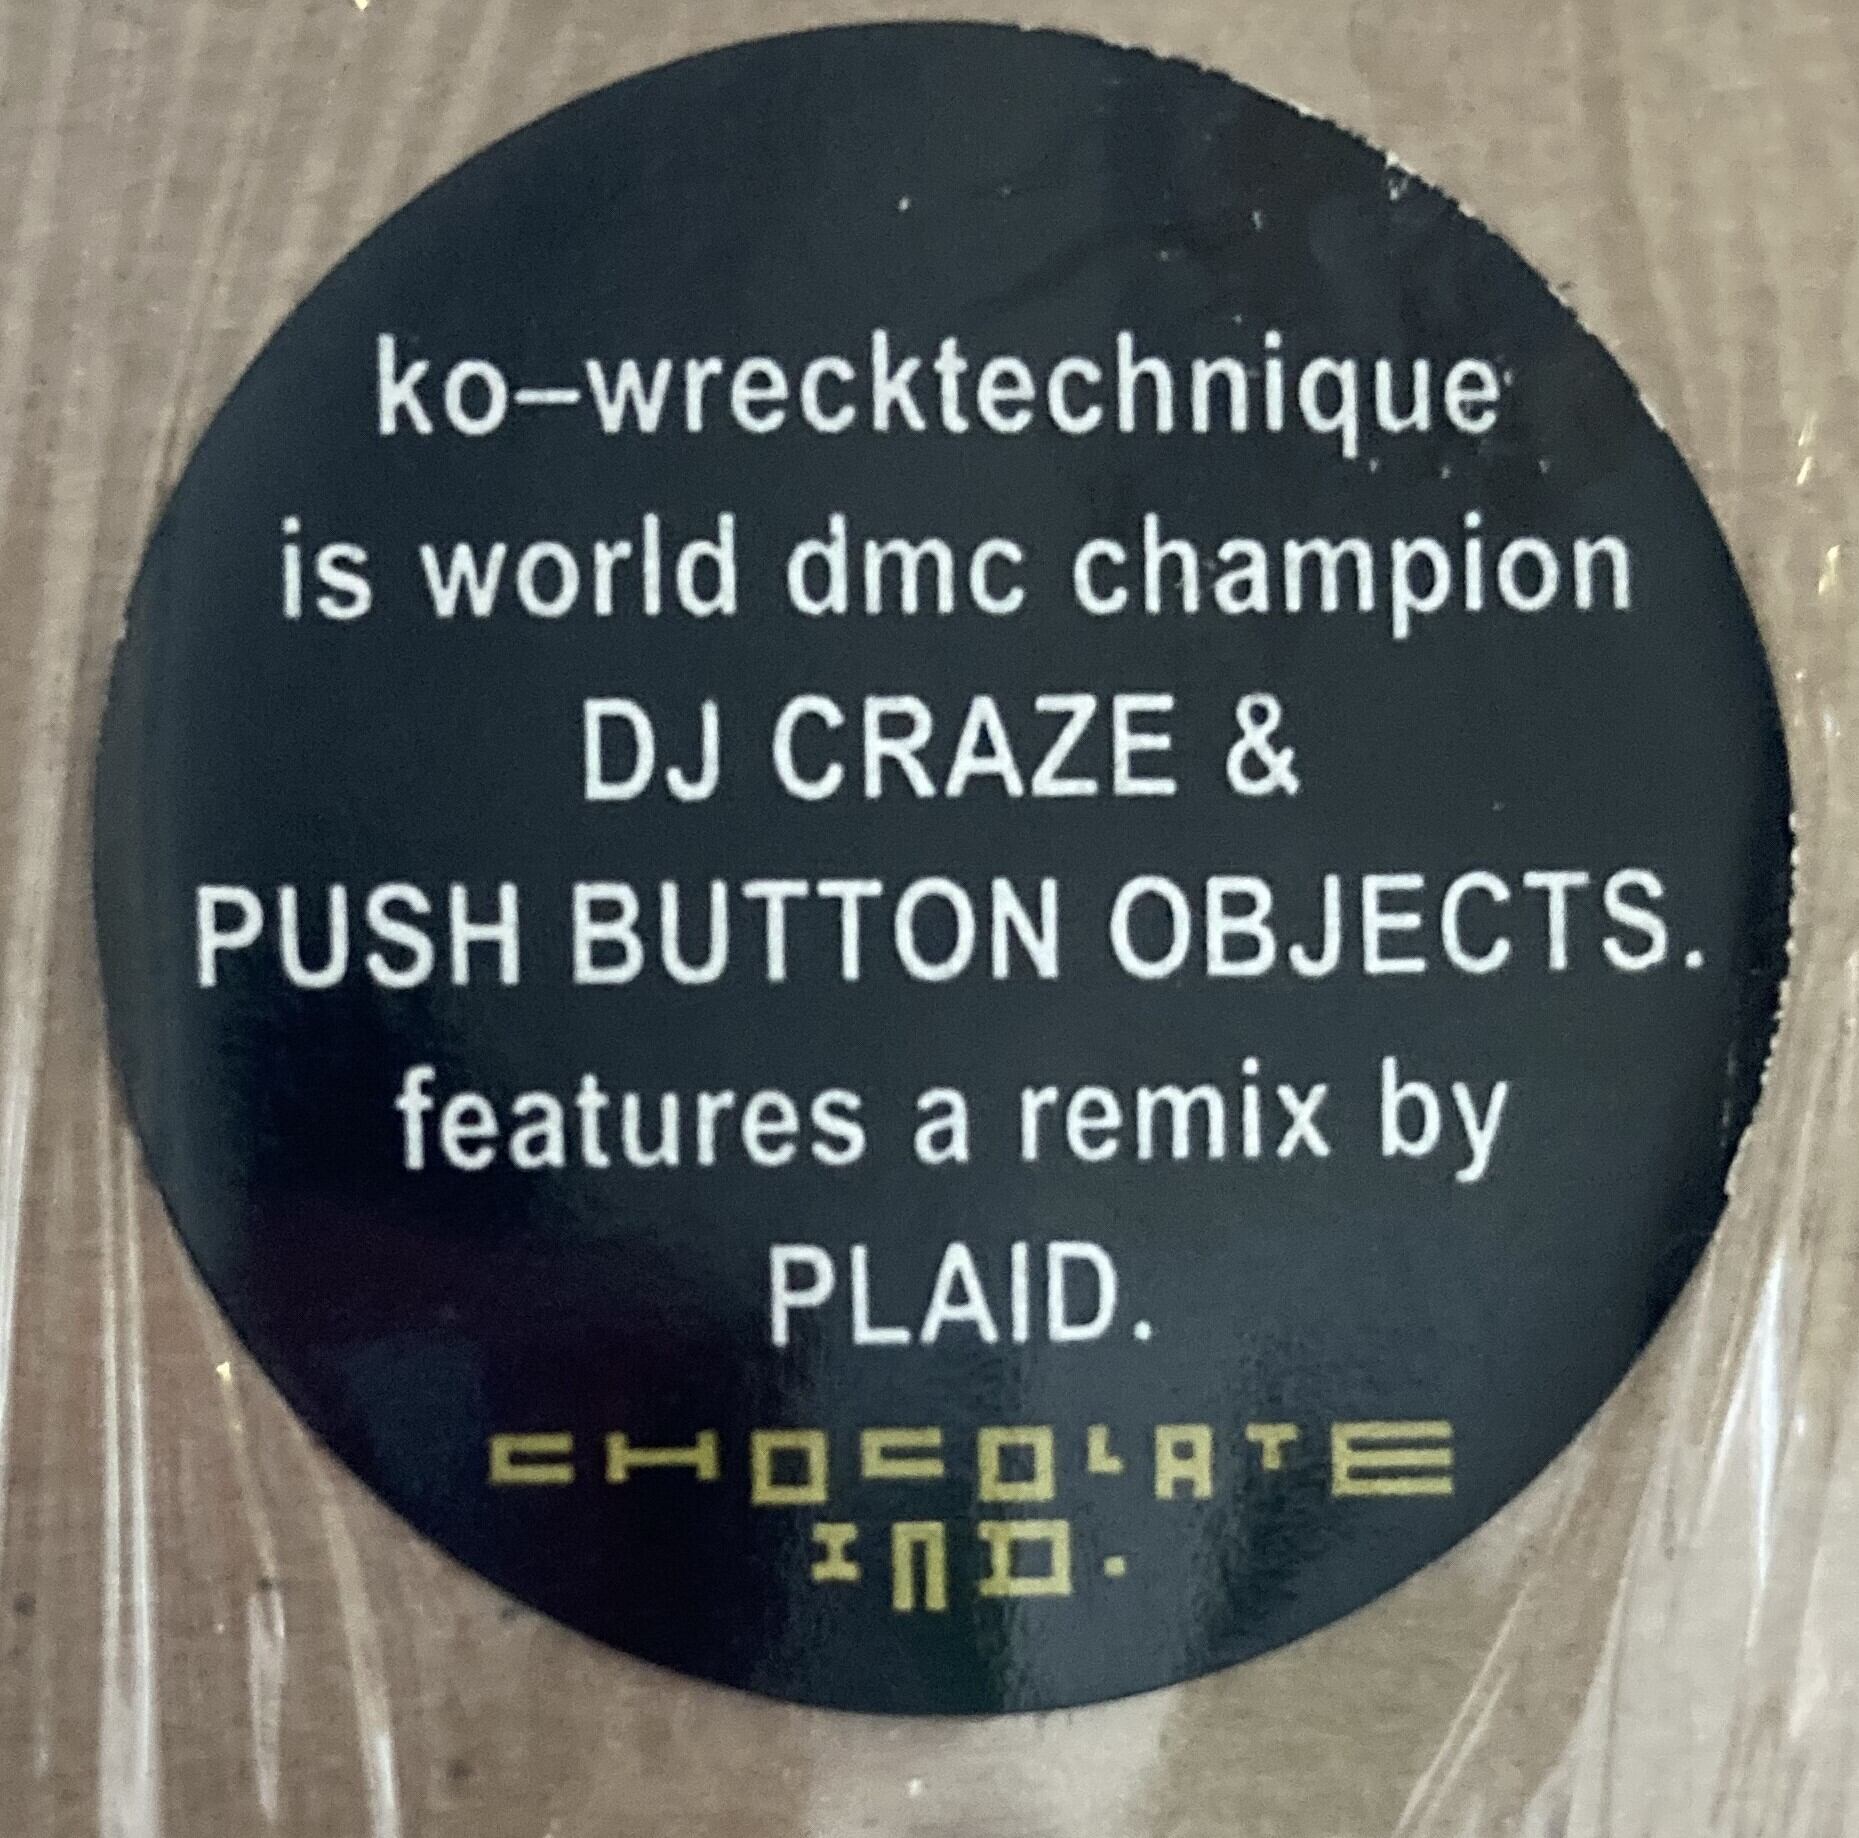 ko-wrecktechnique
is world dmc champion
DJ CRAZE &
PUSH BUTTON OBJECTS.
features a remix by
PLAID.
CHOCOLATE
IND.